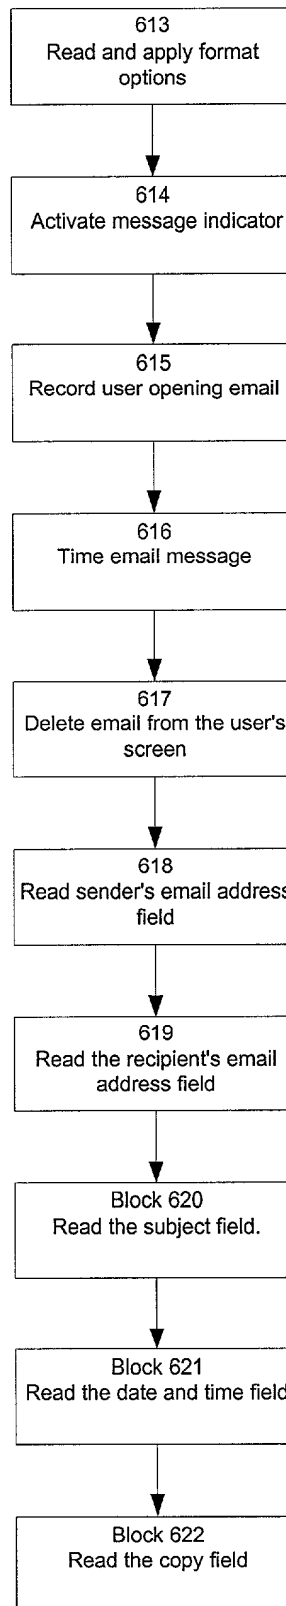 613
Read and apply format
options
614
Activate message indicator
615
Record user opening email
616
Time email message
617
Delete email from the user's
screen
618
Read sender's email address
field
619
Read the recipient's email
address field
Block 620
Read the subject field.
Block 621
Read the date and time field
Block 622
Read the copy field